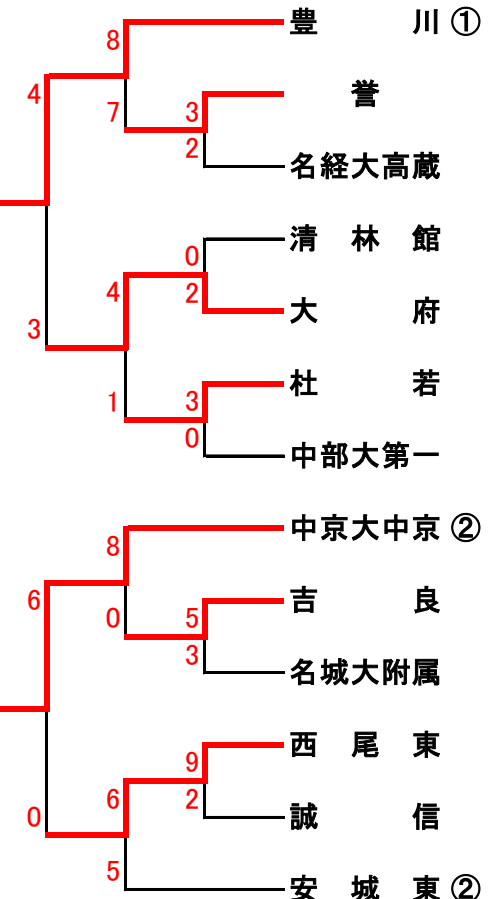 豊川①
8
4
誉
7
3
2
名経大高蔵
清林館
0
4
2
大府
3
杜若
1
3
0
中部大第一
中京大中京②
8
6
吉良
0
5
3
名城大附属
西尾東
9
6
2
誠信
0
5
安城東②